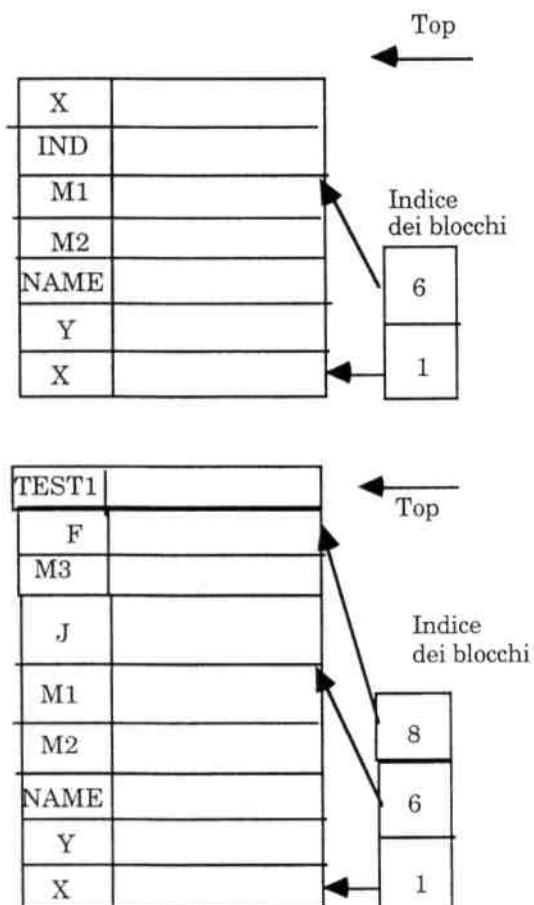 Top
X
IND
M1
M2
NAME
Y
X
Indice
dei blocchi
6
1
TEST1
F
M3
J
M1
M2
NAME
Y
X
Top
Indice
dei blocchi
8
6
1